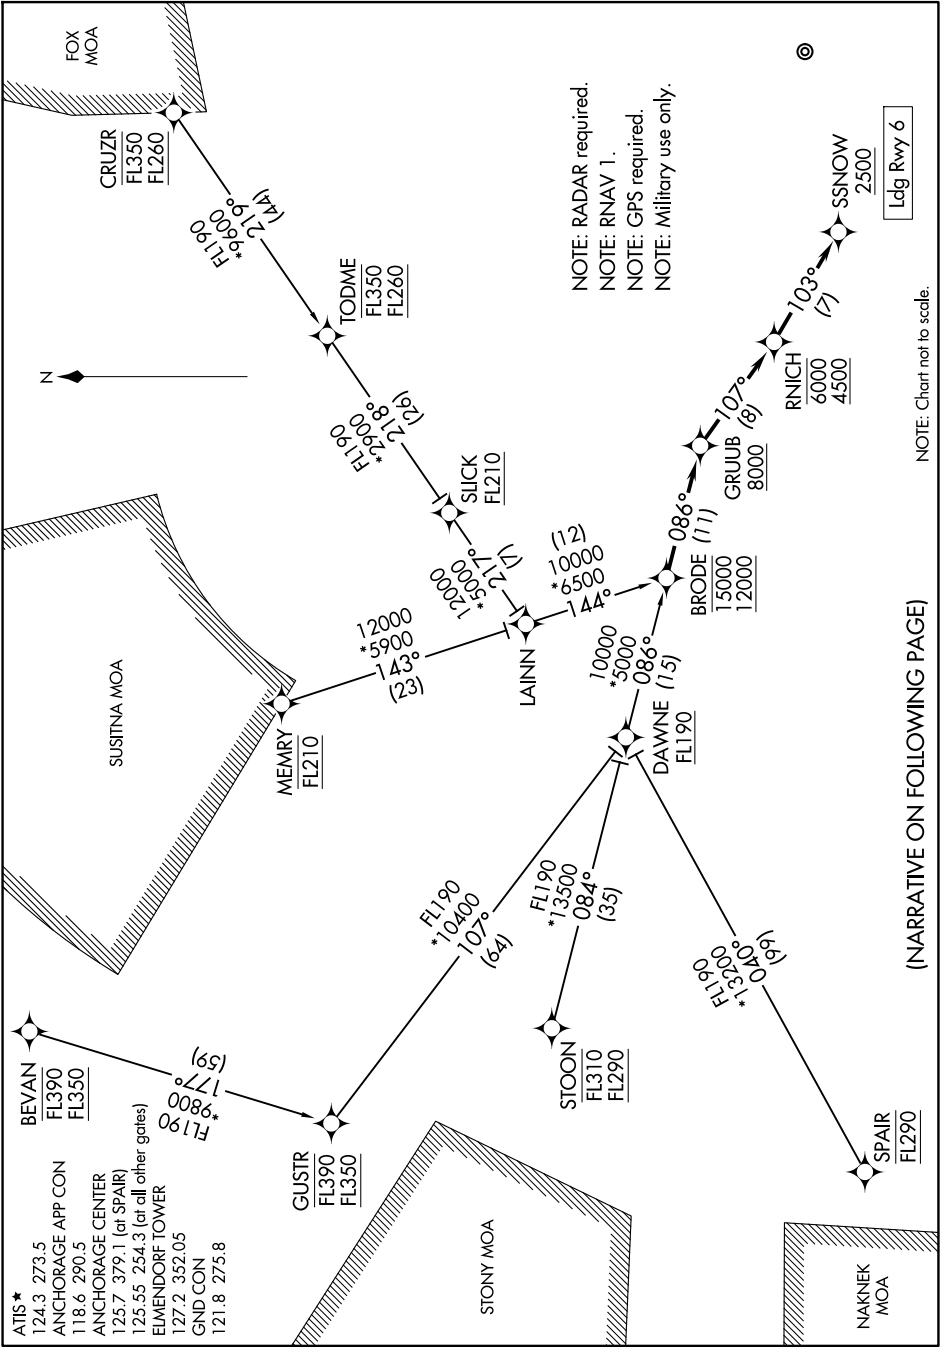 ATIS★
124.3 273.5
ANCHORAGE APP CON
118.6 290.5
ANCHORAGE CENTER
125.7 379.1 (at SPAIR)
125.55 254.3 (at all other gates)
ELMENDORF TOWER
127.2 352.05
GND CON
121.8 275.8
BEVAN
FL390
FL350
FL190
*9800
177°
(59)
GUSTR
FL390
FL350
FL190
*10400
107°
(64)
SUSITNA MOA
MEMRY
FL210
12000
*5900
143°
(23)
FOX
MOA
CRUZR
FL350
FL260
FL190
*9600
219°
(44)
N
TODME
FL350
FL260
FL190
*2900
218°
(26)
SLICK
FL210
12000
*5000
217°
(7)
LAINN
(12)
10000
*6500
144°
STONY MOA
STOON
FL310
FL290
FL190
*13500
084°
(35)
DAWNE
FL190
10000
*5000
086°
(15)
BRODE
15000
12000
086°
(11)
GRUUB
8000
107°
(8)
RNICH
6000
4500
103°
(7)
SSNOW
2500
Ldg Rwy 6
NOTE: RADAR required.
NOTE: RNAV 1.
NOTE: GPS required.
NOTE: Military use only.
FL190
*13200
040°
(99)
SPAIR
FL290
NAKNEK
MOA
(NARRATIVE ON FOLLOWING PAGE)
NOTE: Chart not to scale.